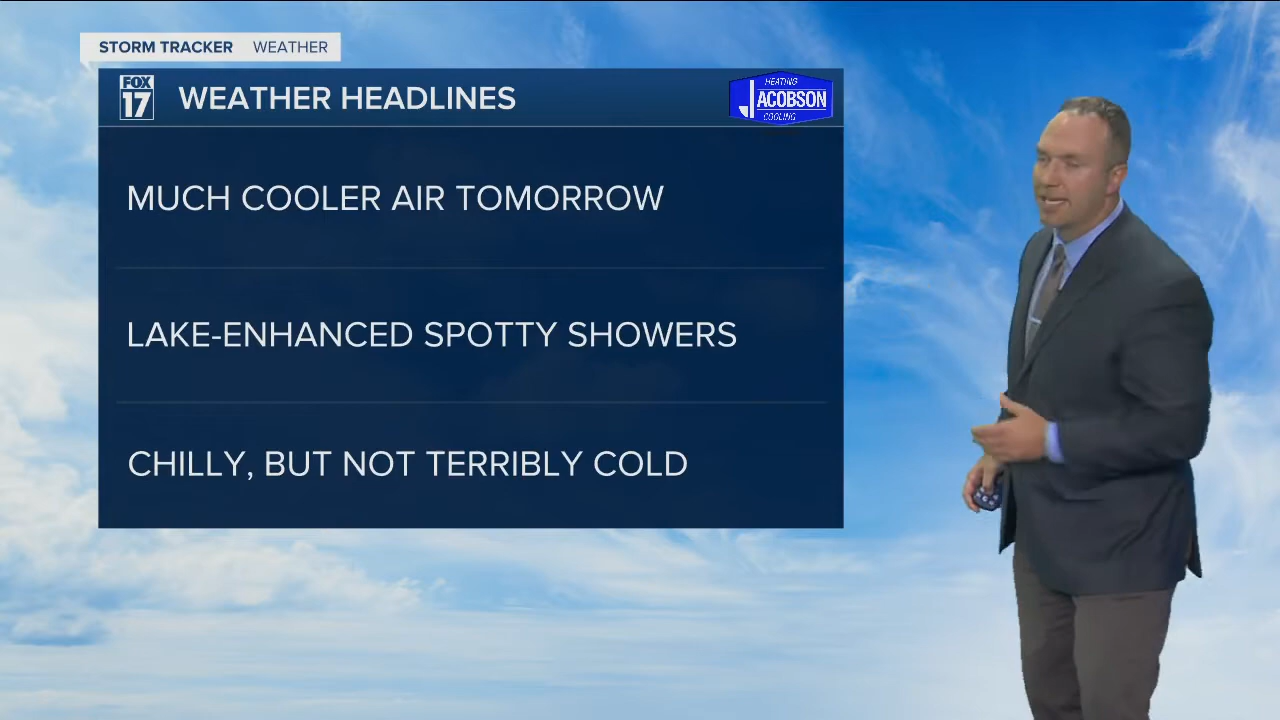 STORM TRACKER WEATHER
FOX
17
WEATHER HEADLINES
HEATING
JACOBSON
COOLING
MUCH COOLER AIR TOMORROW
LAKE-ENHANCED SPOTTY SHOWERS
CHILLY, BUT NOT TERRIBLY COLD